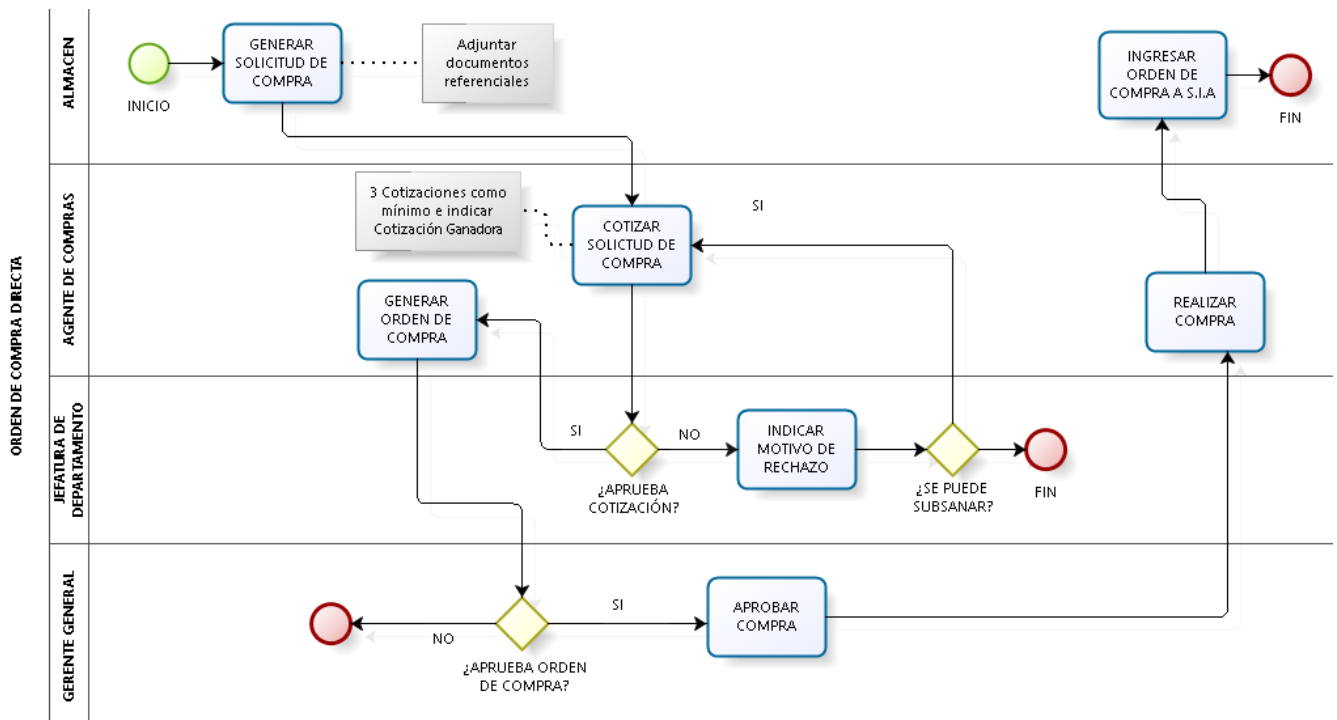 ORDEN DE COMPRA DIRECTA
ALMACEN
INICIO
GENERAR
SOLICITUD DE
COMPRA
Adjuntar
documentos
referenciales
INGRESAR
ORDEN DE
COMPRA A S.I.A
FIN
AGENTE DE COMPRAS
3 Cotizaciones como
mínimo e indicar
Cotización Ganadora
COTIZAR
SOLICTUD DE
COMPRA
SI
GENERAR
ORDEN DE
COMPRA
REALIZAR
COMPRA
JEFATURA DE
DEPARTAMENTO
SI
¿APRUEBA
COTIZACIÓN?
NO
INDICAR
MOTIVO DE
RECHAZO
¿SE PUEDE
SUBSANAR?
FIN
GERENTE GENERAL
NO
¿APRUEBA ORDEN
DE COMPRA?
SI
APROBAR
COMPRA